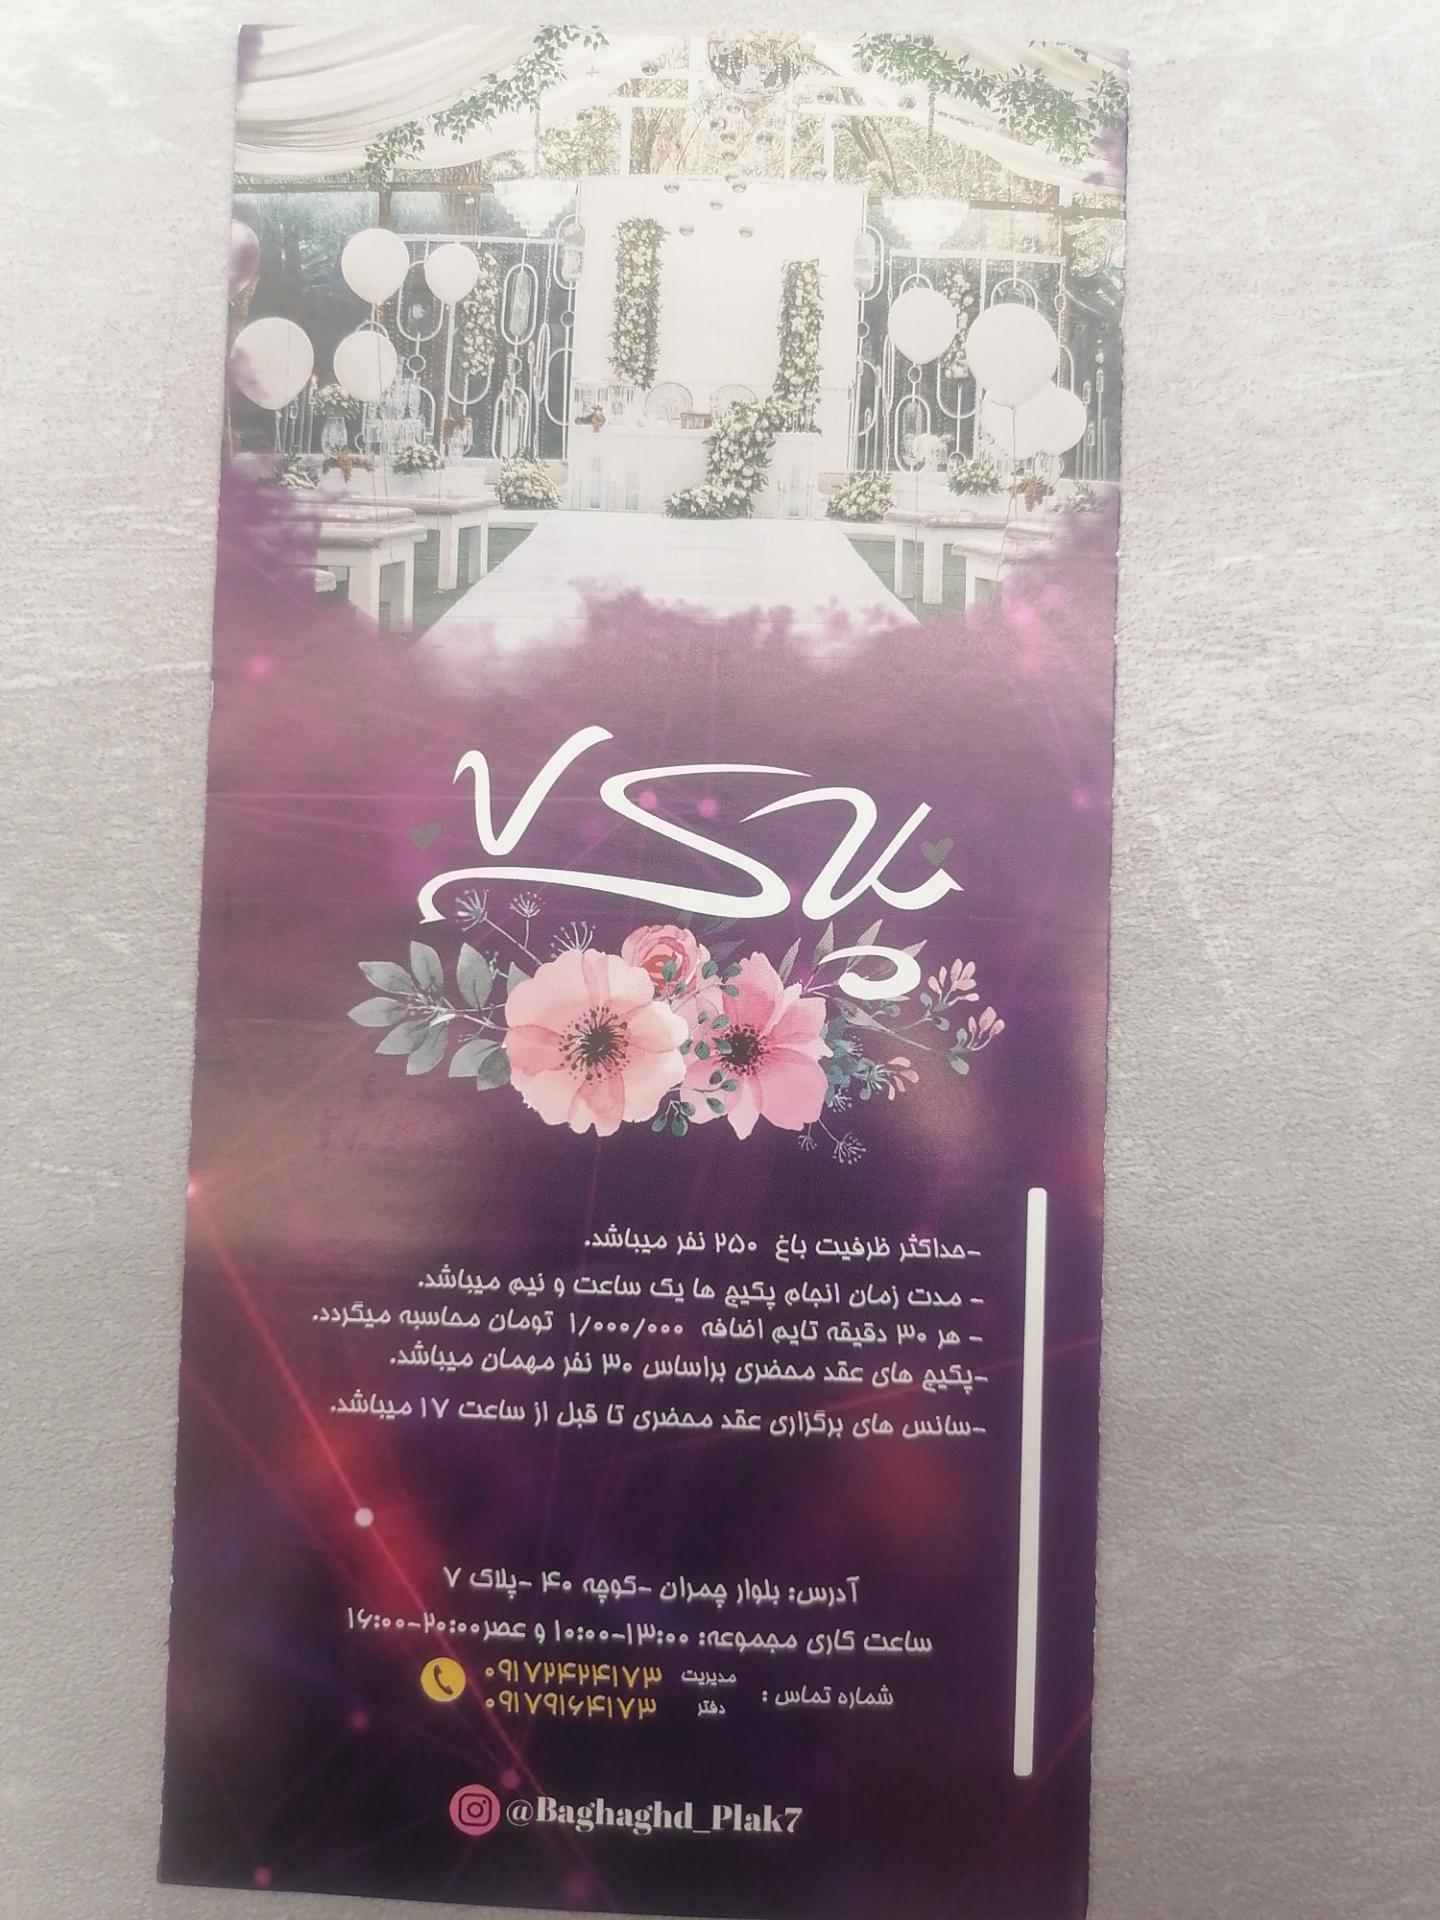 پلاک ۷
-حداکثر ظرفیت باغ ۲۵۰ نفر میباشد.
- مدت زمان انجام پکیج ها یک ساعت و نیم میباشد.
- هر ۳۰ دقیقه تایم اضافه ۱/۰۰۰/۰۰۰ تومان محاسبه میگردد.
-پکیج های عقد محضری براساس ۳۰ نفر مهمان میباشد.
-سانس های برگزاری عقد محضری تا قبل از ساعت ۱۷ میباشد.
آدرس: بلوار چمران -کوچه ۴۰ -پلاک ۷
ساعت کاری مجموعه: ۱۳:۰۰-۱۰:۰۰ و عصر۲۰:۰۰-۱۶:۰۰
شماره تماس :
مدیریت ۰۹۱۷۲۴۲۴۱۷۳
دفتر ۰۹۱۷۹۱۶۴۱۷۳
@Baghaghd_Plak7